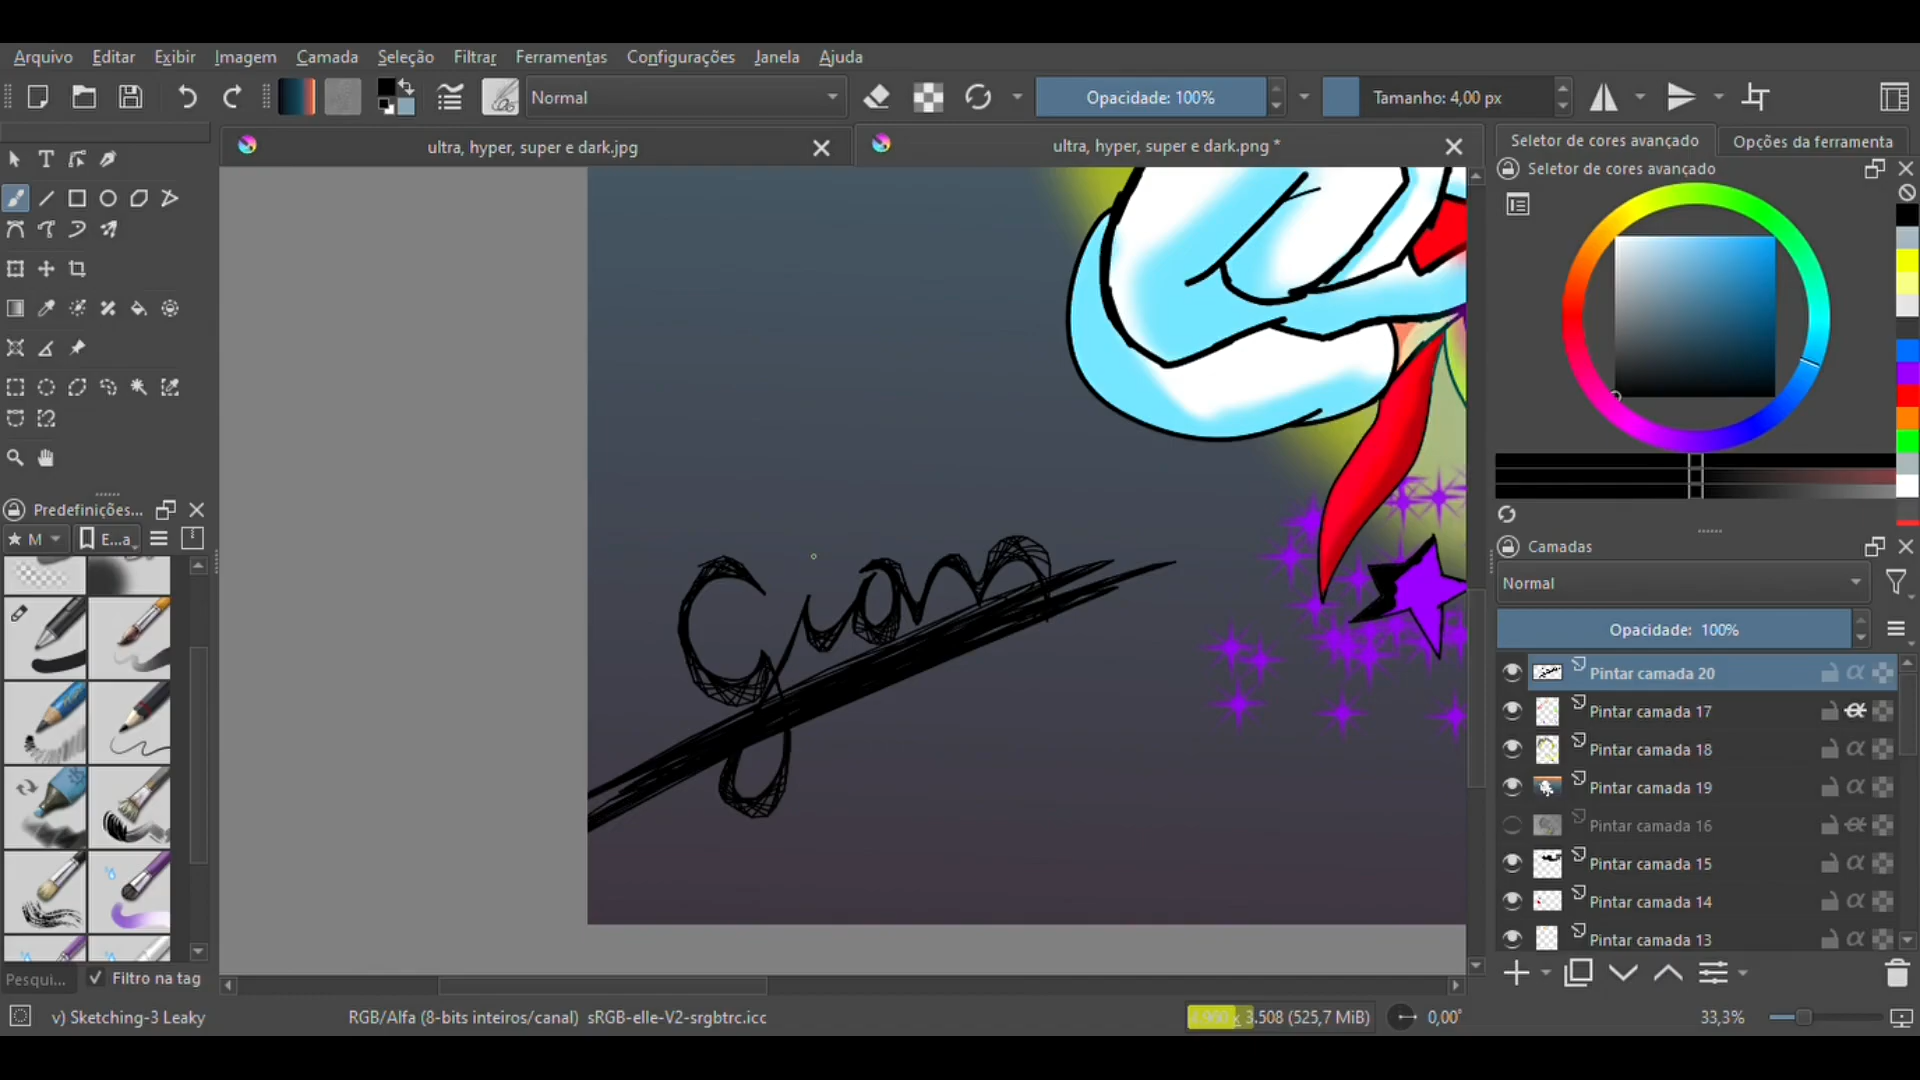 Arquivo Editar Exibir Imagem Camada Seleção Filtrar Ferramentas Configurações Janela Ajuda
Normal Opacidade: 100% Tamanho: 4,00 px
ultra, hyper, super e dark.jpg
ultra, hyper, super e dark.png *
Seletor de cores avançado Opções da ferramenta
Seletor de cores avançado
Predefinições...
M E...a
Pesqui...
Filtro na tag
Camadas
Normal
Opacidade: 100%
Pintar camada 20
Pintar camada 17
Pintar camada 18
Pintar camada 19
Pintar camada 16
Pintar camada 15
Pintar camada 14
Pintar camada 13
v) Sketching-3 Leaky
RGB/Alfa (8-bits inteiros/canal) sRGB-elle-V2-srgbtrc.icc
x 3.508 (525,7 MiB)
0,00°
33,3%